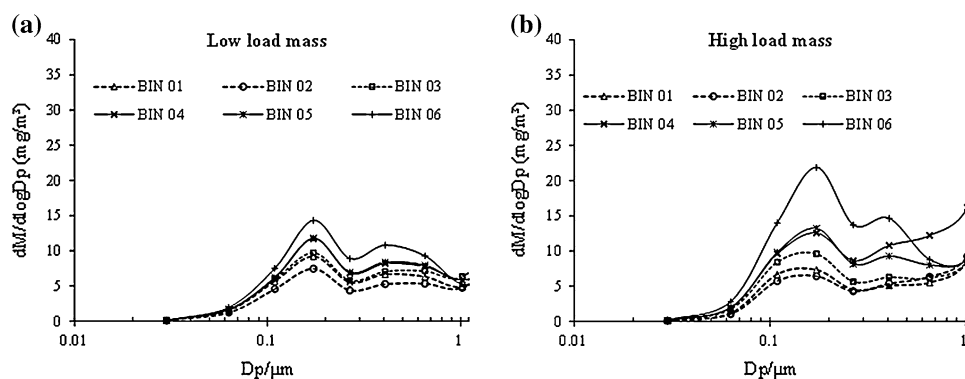 (a)
Low load mass
dM/dlogDp (mg/m³)
40
35
30
25
20
15
10
5
0
BIN 01
BIN 02
BIN 03
BIN 04
BIN 05
BIN 06
0.01
0.1
1
Dp/μm
(b)
High load mass
dM/dlogDp (mg/m³)
40
35
30
25
20
15
10
5
0
BIN 01
BIN 02
BIN 03
BIN 04
BIN 05
BIN 06
0.01
0.1
1
Dp/μm